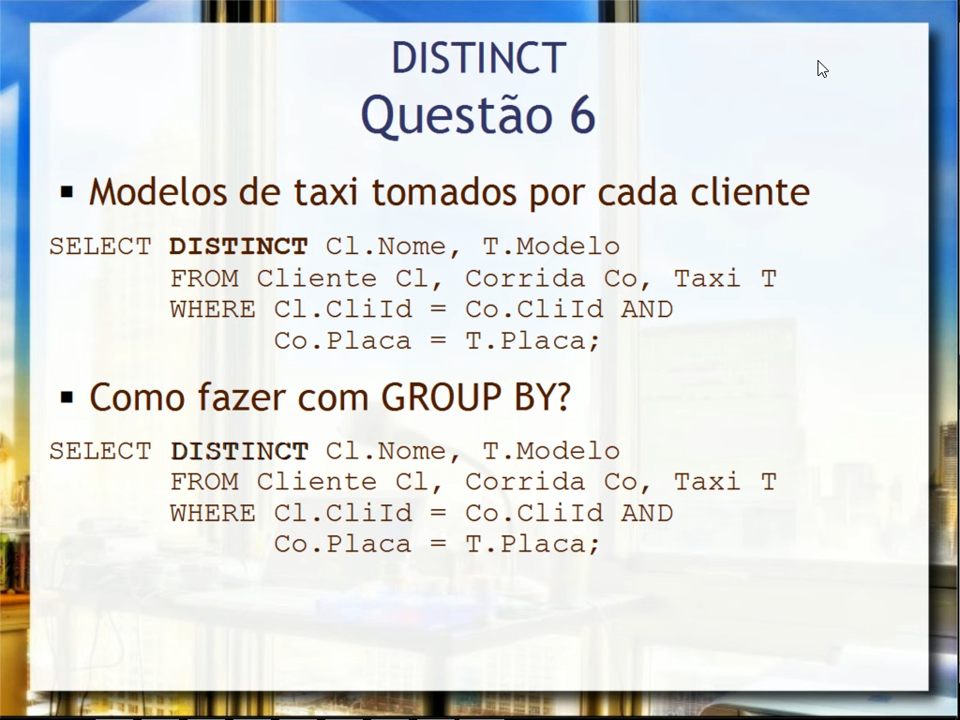 DISTINCT
Questão 6
▪ Modelos de taxi tomados por cada cliente
SELECT DISTINCT Cl.Nome, T.Modelo
FROM Cliente Cl, Corrida Co, Taxi T
WHERE Cl.CliId = Co.CliId AND
Co.Placa = T.Placa;
▪ Como fazer com GROUP BY?
SELECT DISTINCT Cl.Nome, T.Modelo
FROM Cliente Cl, Corrida Co, Taxi T
WHERE Cl.CliId = Co.CliId AND
Co.Placa = T.Placa;